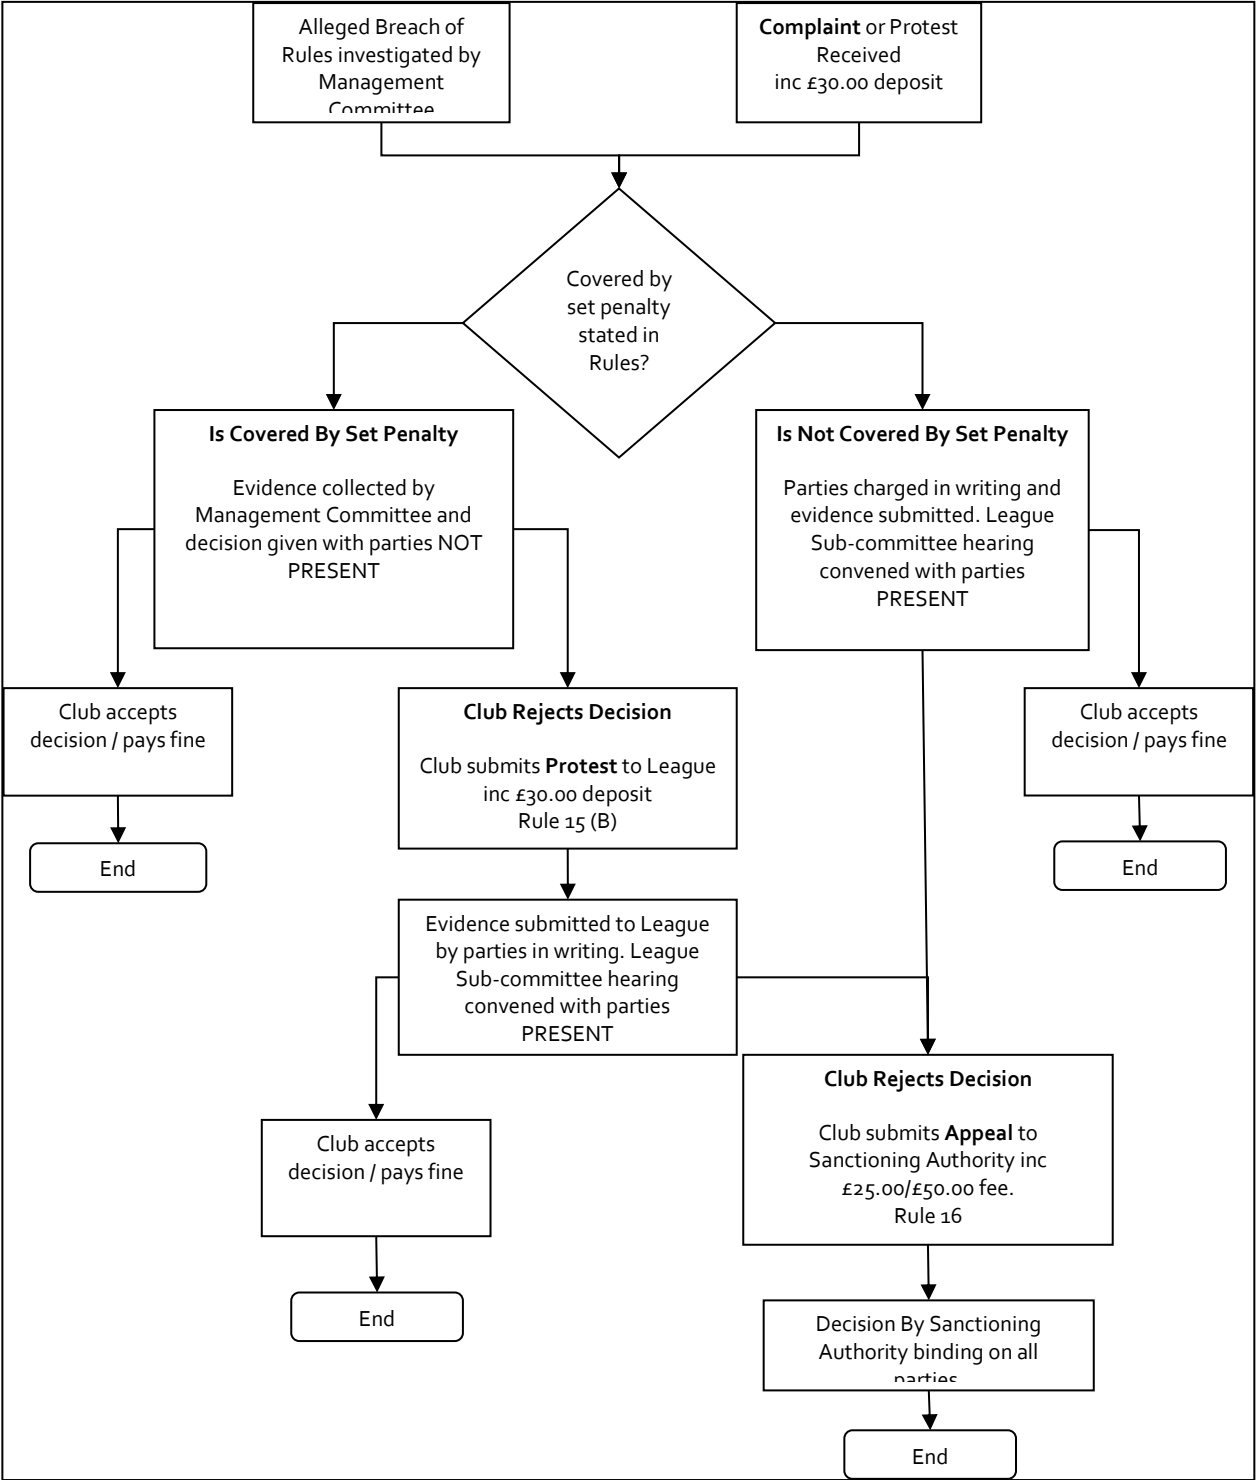 Alleged Breach of
Rules investigated by
Management
Committee
Complaint or Protest
Received
inc £30.00 deposit
Covered by
set penalty
stated in
Rules?
Is Covered By Set Penalty
Evidence collected by
Management Committee and
decision given with parties NOT
PRESENT
Is Not Covered By Set Penalty
Parties charged in writing and
evidence submitted. League
Sub-committee hearing
convened with parties
PRESENT
Club accepts
decision / pays fine
Club Rejects Decision
Club submits Protest to League
inc £30.00 deposit
Rule 15 (B)
Club accepts
decision / pays fine
End
End
Evidence submitted to League
by parties in writing. League
Sub-committee hearing
convened with parties
PRESENT
Club Rejects Decision
Club submits Appeal to
Sanctioning Authority inc
£25.00/£50.00 fee.
Rule 16
Club accepts
decision / pays fine
End
Decision By Sanctioning
Authority binding on all
parties
End